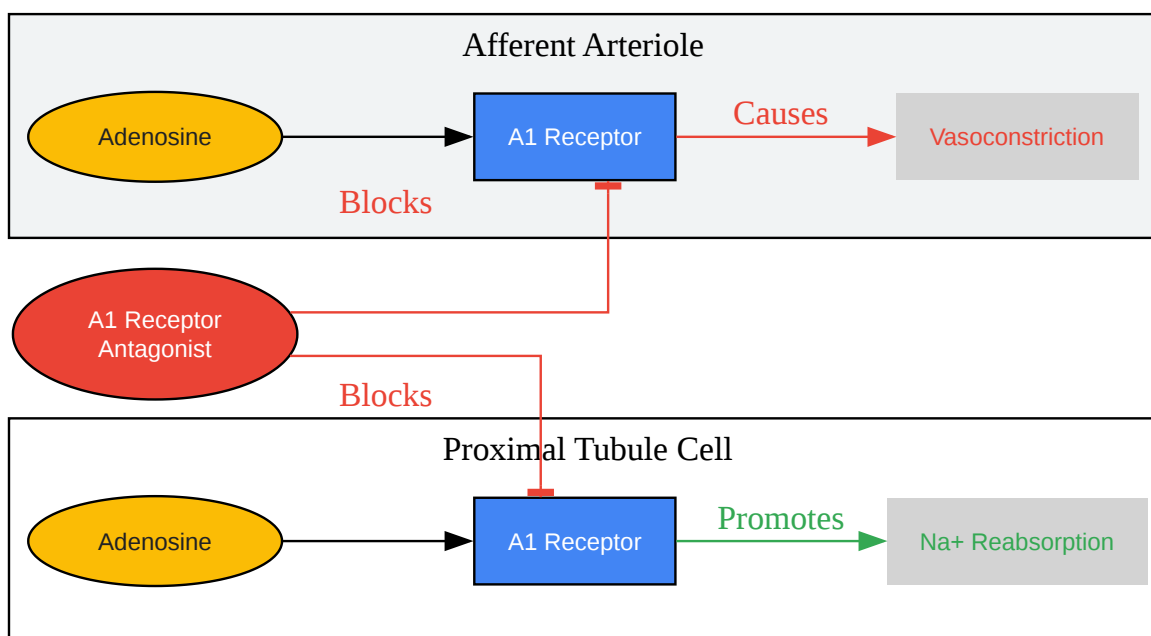 Afferent Arteriole
Adenosine
A1 Receptor
Causes
Vasoconstriction
Blocks
A1 Receptor
Antagonist
Blocks
Proximal Tubule Cell
Adenosine
A1 Receptor
Promotes
Na+ Reabsorption